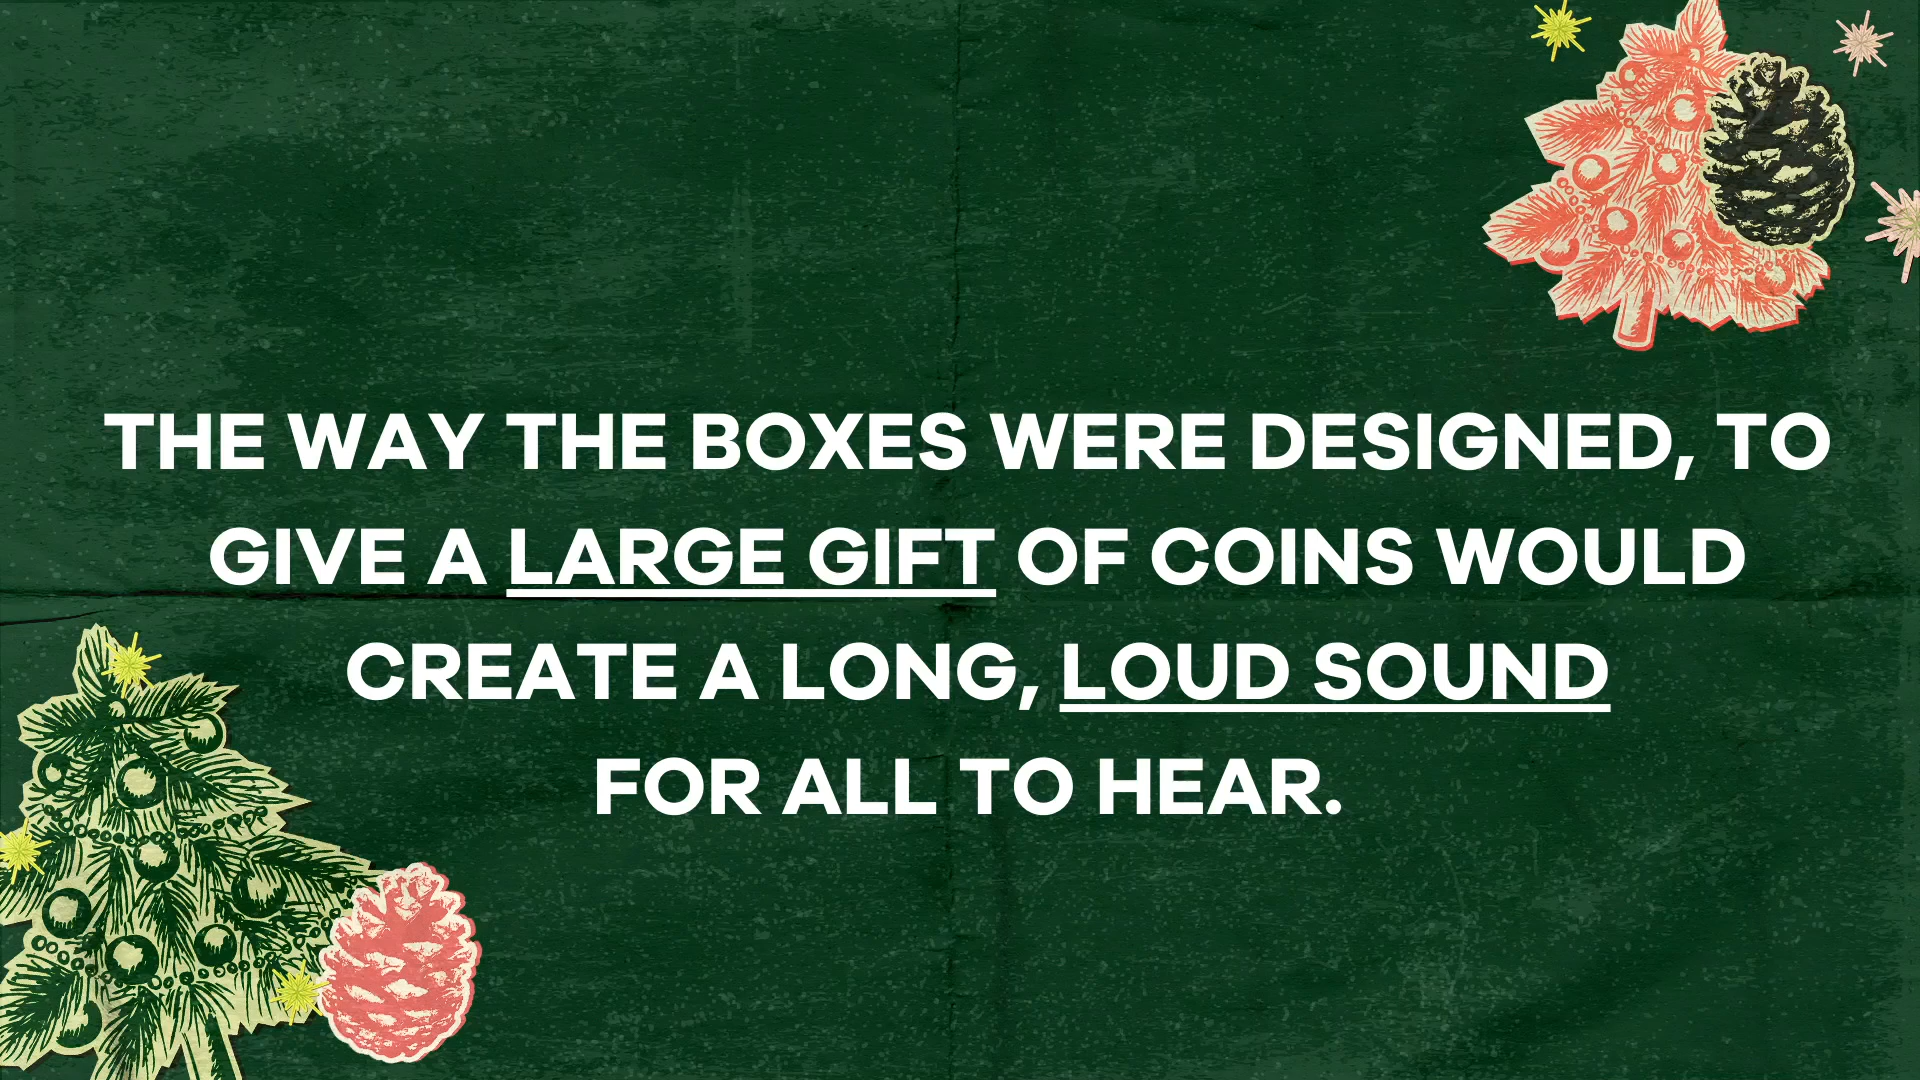 THE WAY THE BOXES WERE DESIGNED, TO
GIVE A LARGE GIFT OF COINS WOULD
CREATE A LONG, LOUD SOUND
FOR ALL TO HEAR.